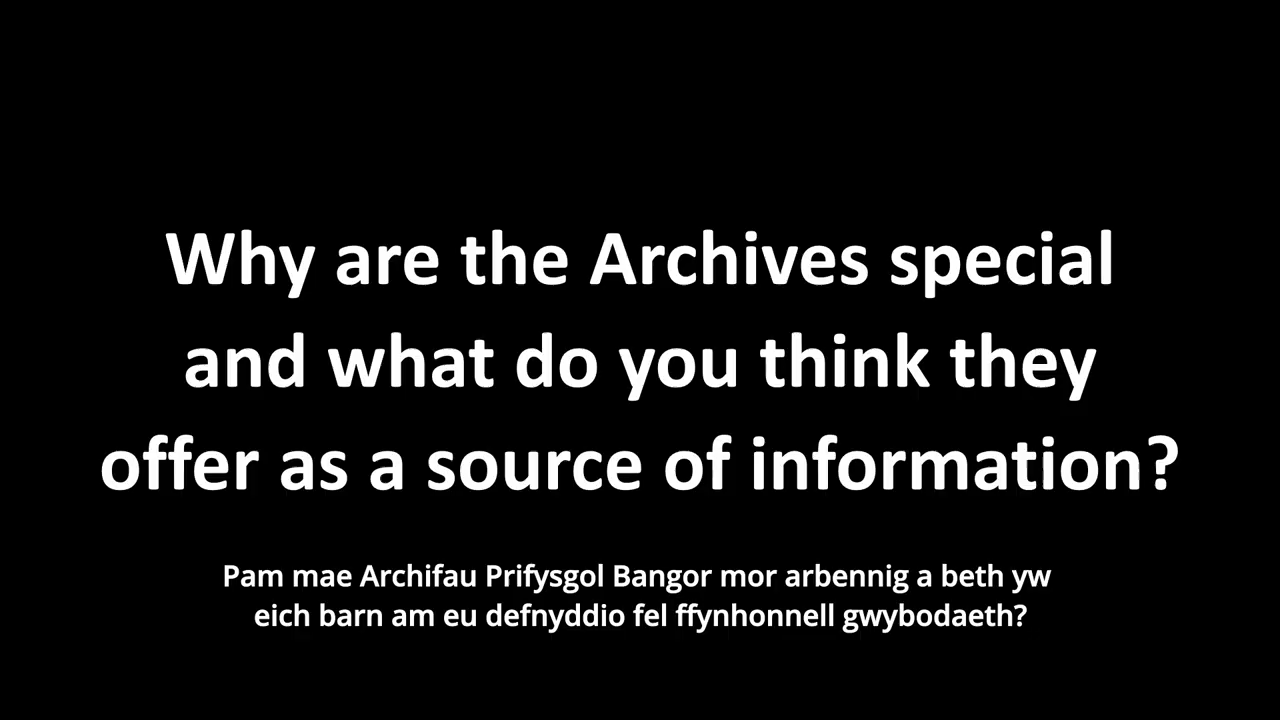 Why are the Archives special
and what do you think they
offer as a source of information?
Pam mae Archifau Prifysgol Bangor mor arbennig a beth yw
eich barn am eu defnyddio fel ffynhonnell gwybodaeth?